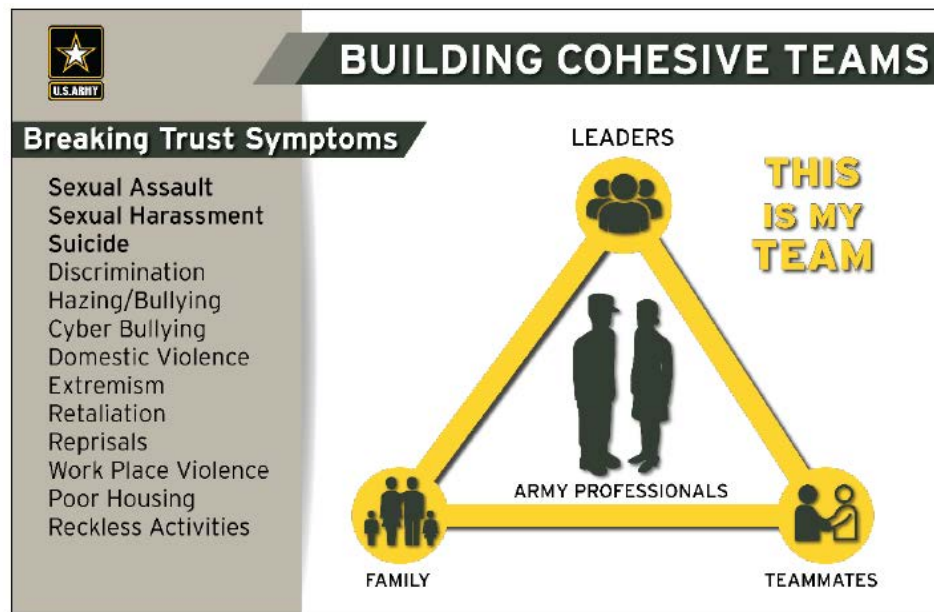 U.S.ARMY
BUILDING COHESIVE TEAMS
Breaking Trust Symptoms
Sexual Assault
Sexual Harassment
Suicide
Discrimination
Hazing/Bullying
Cyber Bullying
Domestic Violence
Extremism
Retaliation
Reprisals
Work Place Violence
Poor Housing
Reckless Activities
LEADERS
THIS
IS MY
TEAM
ARMY PROFESSIONALS
FAMILY
TEAMMATES